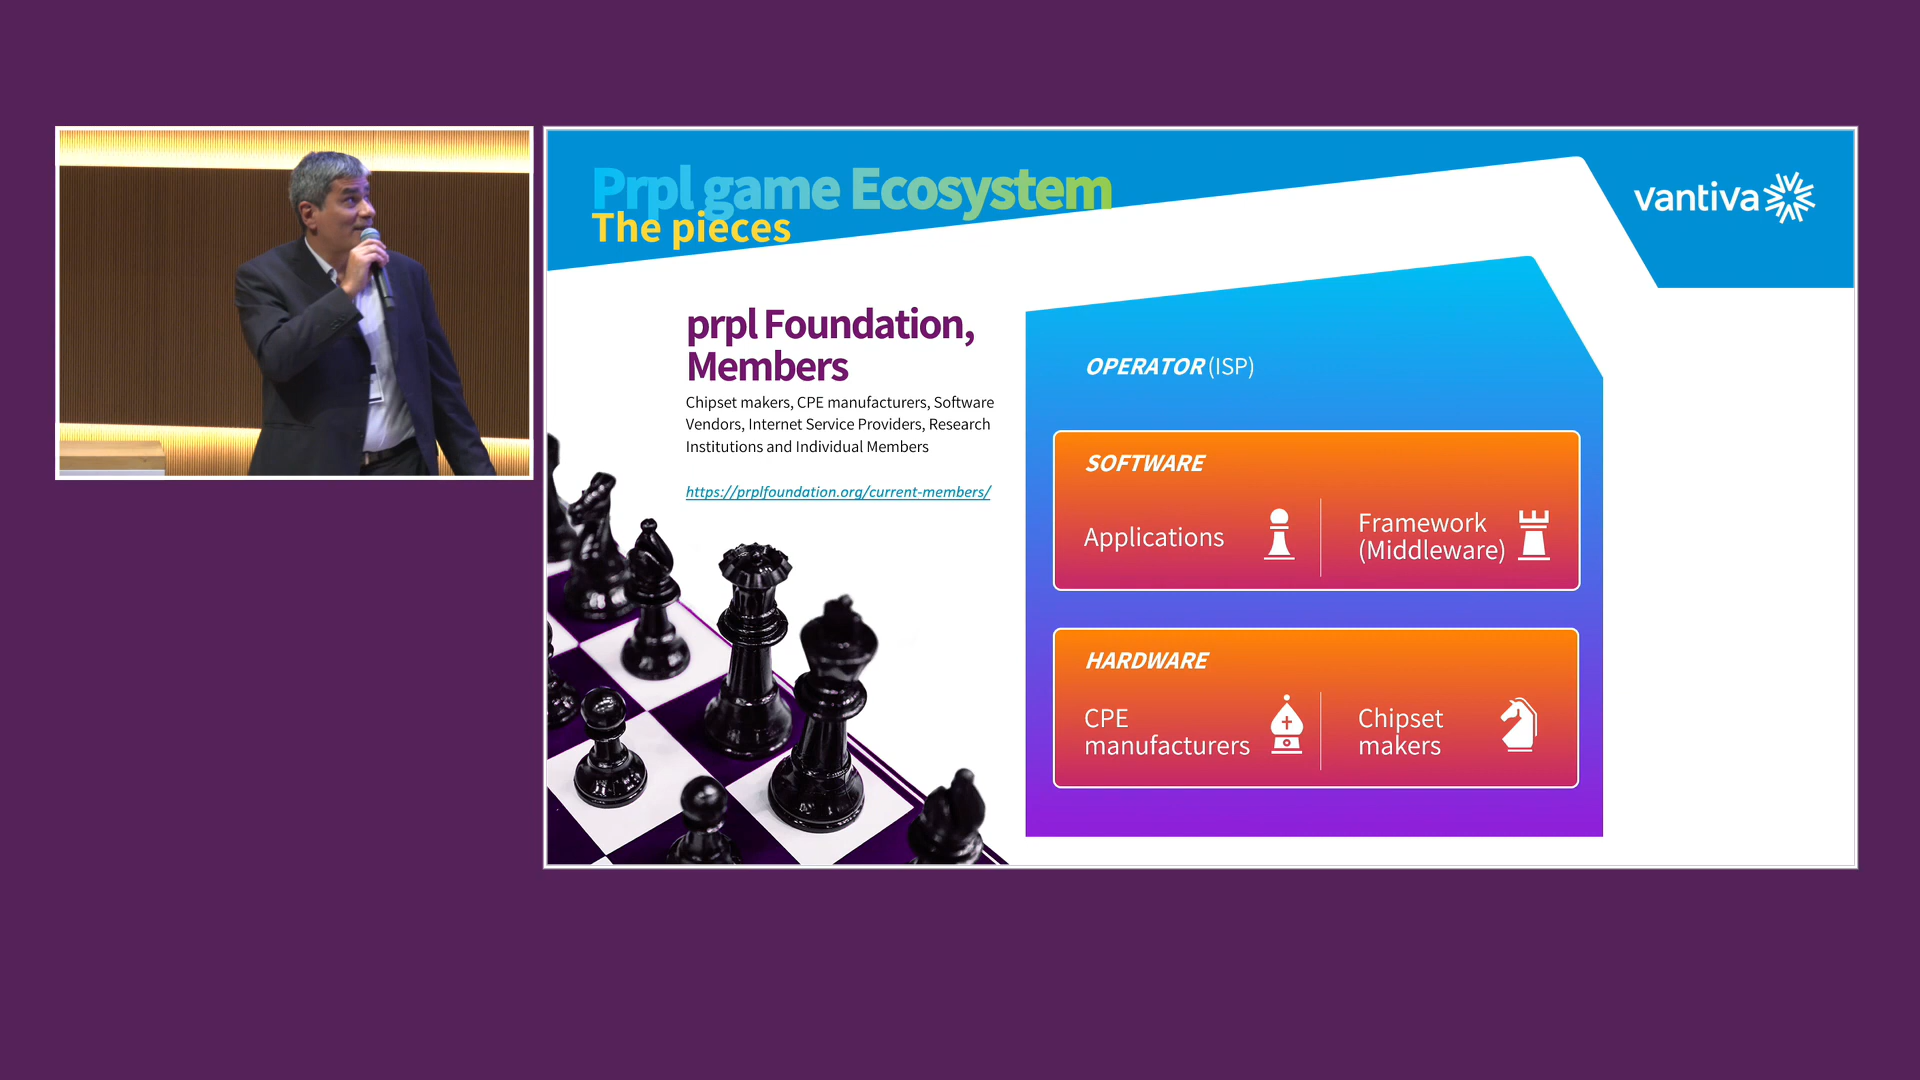 Prpl game Ecosystem
The pieces
vantiva
prpl Foundation,
Members
Chipset makers, CPE manufacturers, Software
Vendors, Internet Service Providers, Research
Institutions and Individual Members
https://prplfoundation.org/current-members/
OPERATOR (ISP)
SOFTWARE
Applications
Framework
(Middleware)
HARDWARE
CPE
manufacturers
Chipset
makers